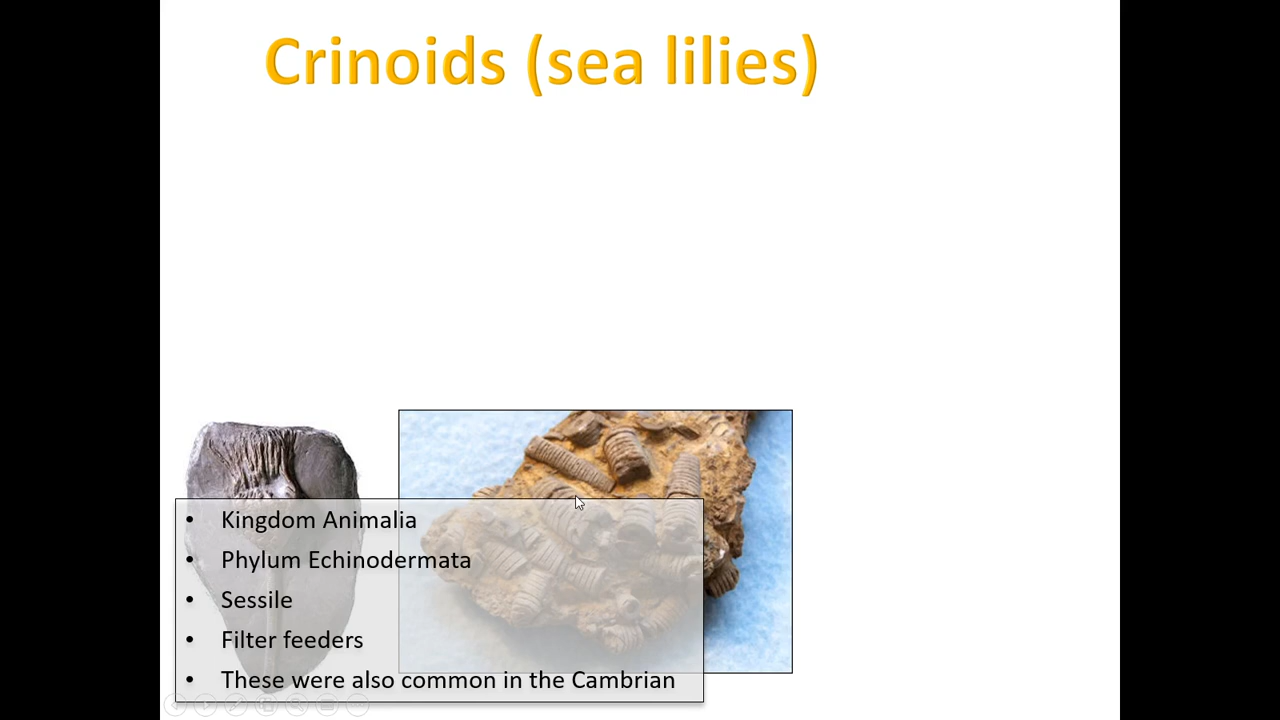 Crinoids (sea lilies)
• Kingdom Animalia
• Phylum Echinodermata
• Sessile
• Filter feeders
• These were also common in the Cambrian